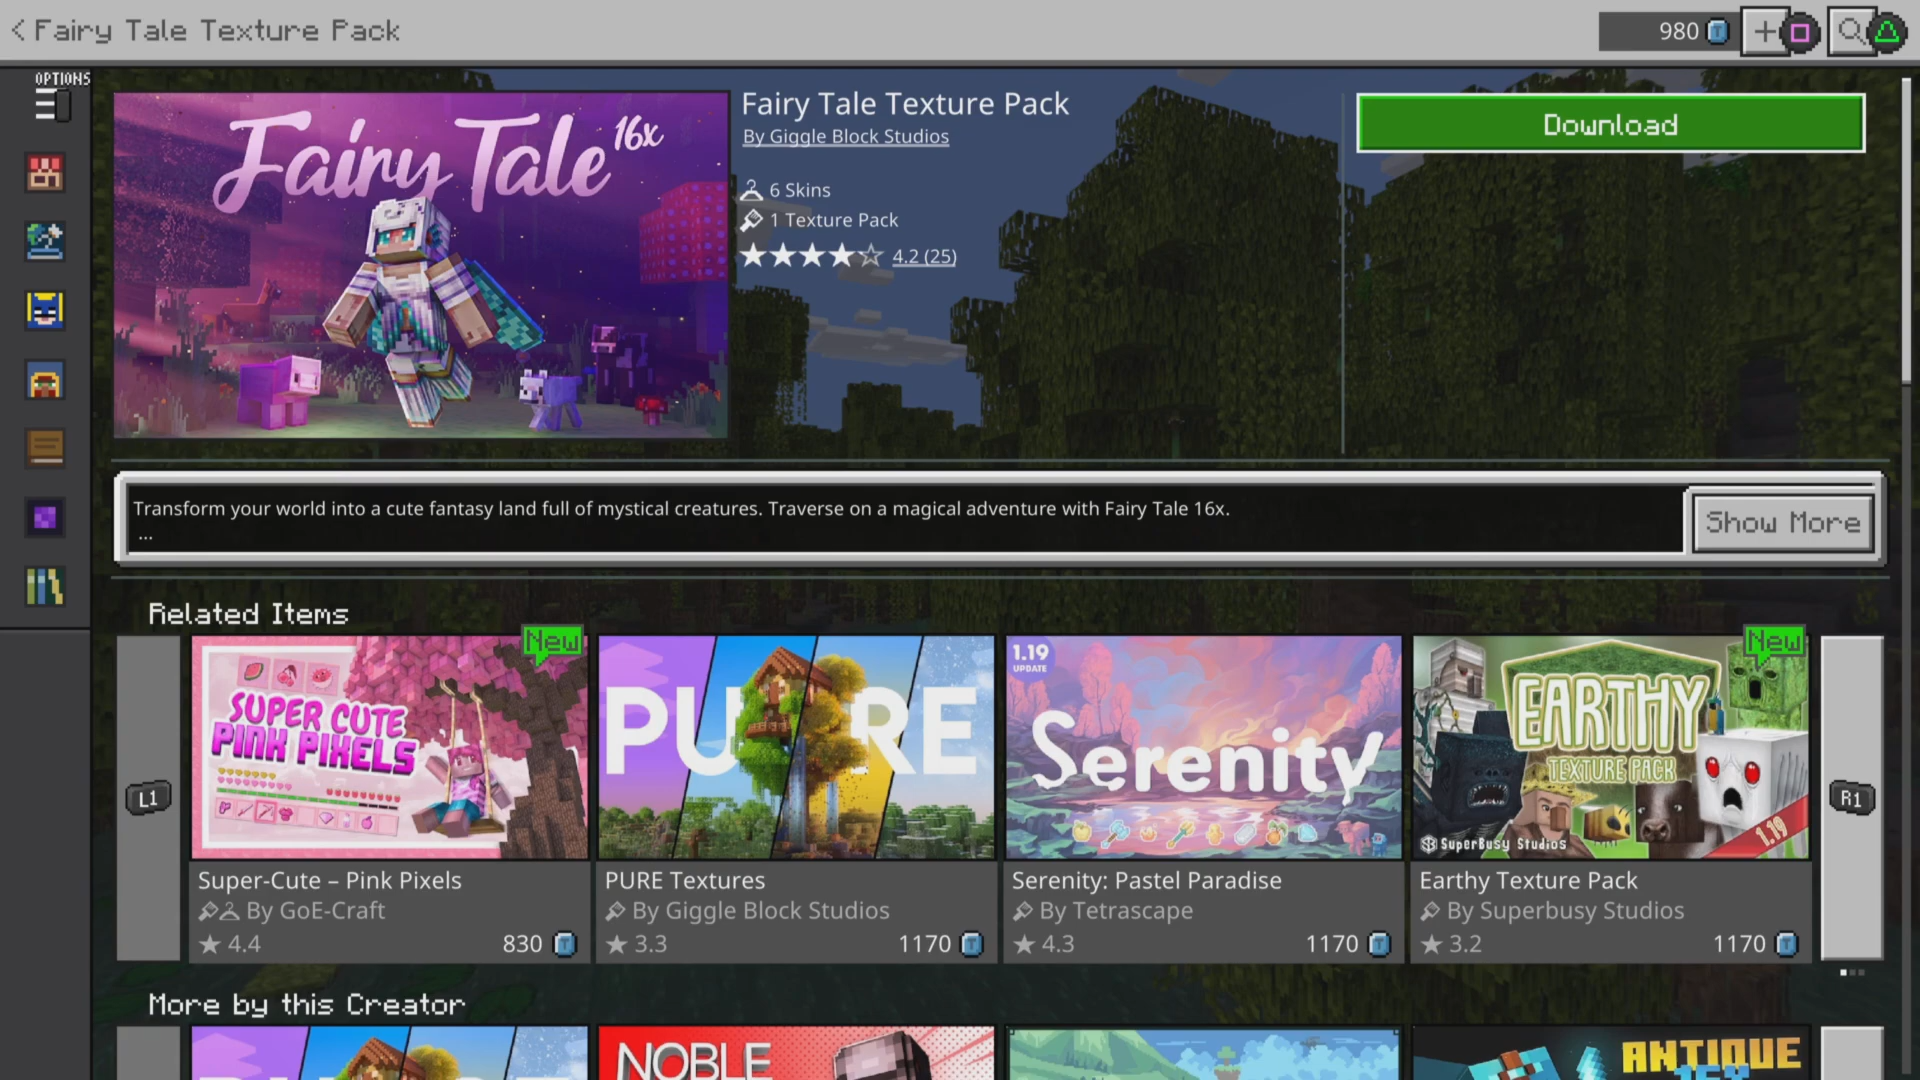 Fairy Tale Texture Pack
980
OPTIONS
Fairy Tale 16x
Fairy Tale Texture Pack
By Giggle Block Studios
6 Skins
1 Texture Pack
4.2 (25)
Download
Transform your world into a cute fantasy land full of mystical creatures. Traverse on a magical adventure with Fairy Tale 16x.
...
Show More
Related Items
L1
New
SUPER CUTE
PINK PIXELS
Super-Cute – Pink Pixels
By GoE-Craft
4.4
830
PURE
PURE Textures
By Giggle Block Studios
3.3
1170
1.19
UPDATE
Serenity
Serenity: Pastel Paradise
By Tetrascape
4.3
1170
New
EARTHY
TEXTURE PACK
SuperBusy Studios
1.19
Earthy Texture Pack
By Superbusy Studios
3.2
1170
R1
More by this Creator
NOBLE
ANTIQUE
16X